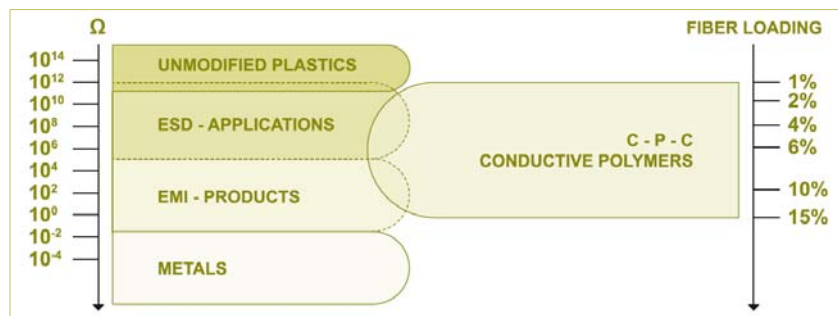 Ω
FIBER LOADING
10¹⁴
10¹²
10¹⁰
10⁸
10⁶
10⁴
10²
10⁰
10⁻²
10⁻⁴
UNMODIFIED PLASTICS
ESD - APPLICATIONS
EMI - PRODUCTS
METALS
C - P - C
CONDUCTIVE POLYMERS
1%
2%
4%
6%
10%
15%